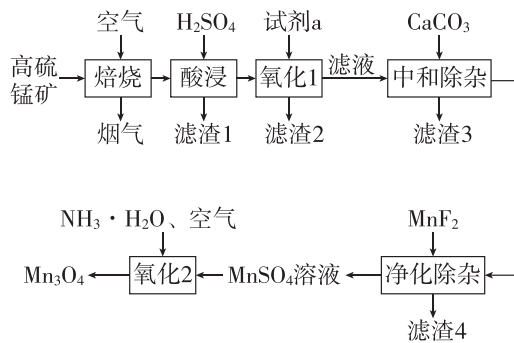 空气 H₂SO₄ 试剂a CaCO₃
高硫锰矿 焙烧 酸浸 氧化1 滤液 中和除杂
烟气 滤渣1 滤渣2 滤渣3
NH₃·H₂O、空气 MnF₂
Mn₃O₄ 氧化2 MnSO₄溶液 净化除杂
滤渣4